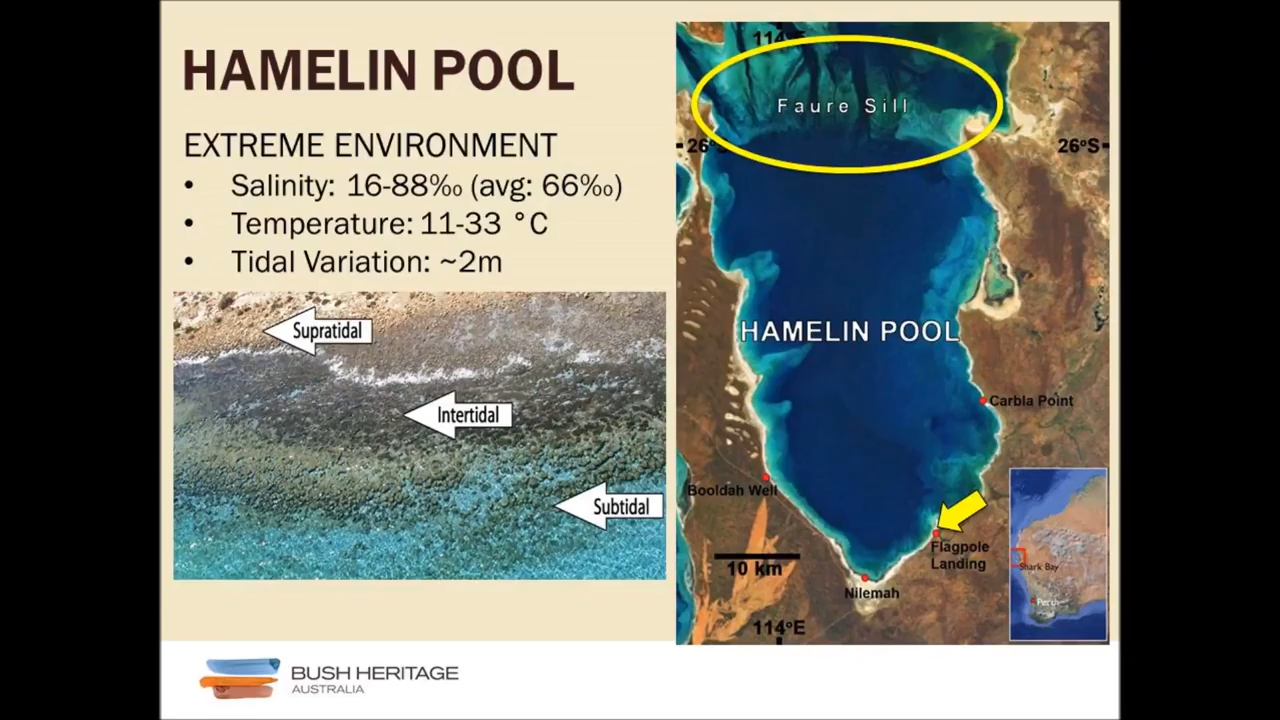 HAMELIN POOL
EXTREME ENVIRONMENT
• Salinity: 16-88‰ (avg: 66‰)
• Temperature: 11-33 °C
• Tidal Variation: ~2m
Supratidal
Intertidal
Subtidal
114°E
Faure Sill
26°S
26°S
HAMELIN POOL
Carbla Point
Booldah Well
Flagpole
Landing
10 km
Nilemah
114°E
Shark Bay
Perth
BUSH HERITAGE
AUSTRALIA